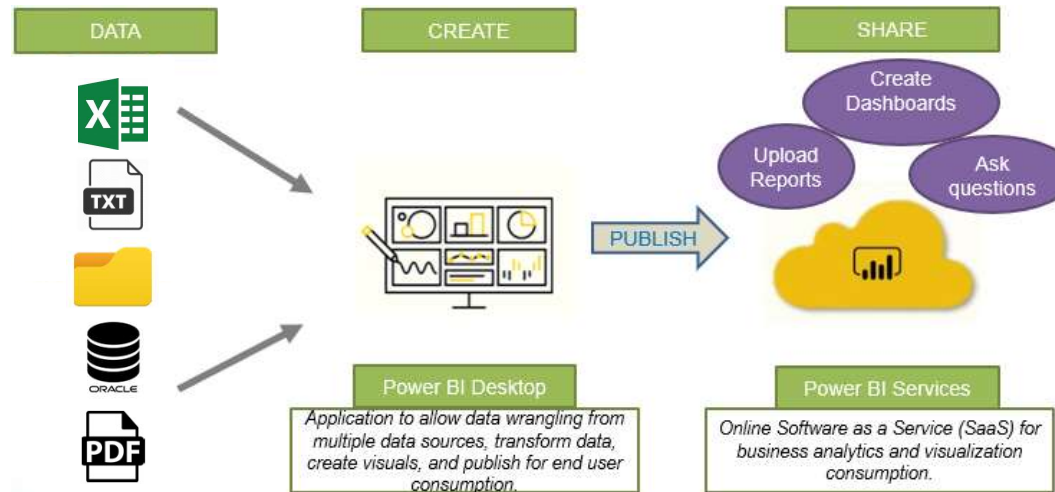 DATA
CREATE
SHARE
X
TXT
ORACLE
PDF
PUBLISH
Create
Dashboards
Upload
Reports
Ask
questions
Power BI Desktop
Application to allow data wrangling from
multiple data sources, transform data,
create visuals, and publish for end user
consumption.
Power BI Services
Online Software as a Service (SaaS) for
business analytics and visualization
consumption.